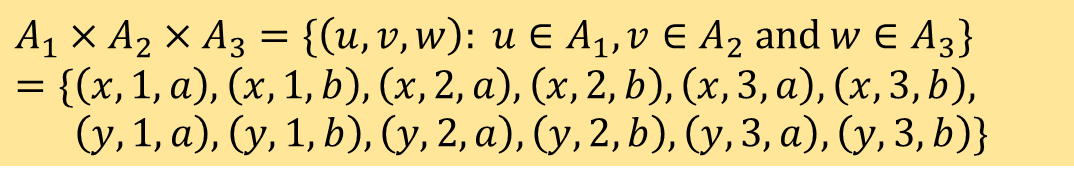 A₁ × A₂ × A₃ = {(u, v, w): u ∈ A₁, v ∈ A₂ and w ∈ A₃}
= {(x, 1, a), (x, 1, b), (x, 2, a), (x, 2, b), (x, 3, a), (x, 3, b),
(y, 1, a), (y, 1, b), (y, 2, a), (y, 2, b), (y, 3, a), (y, 3, b)}